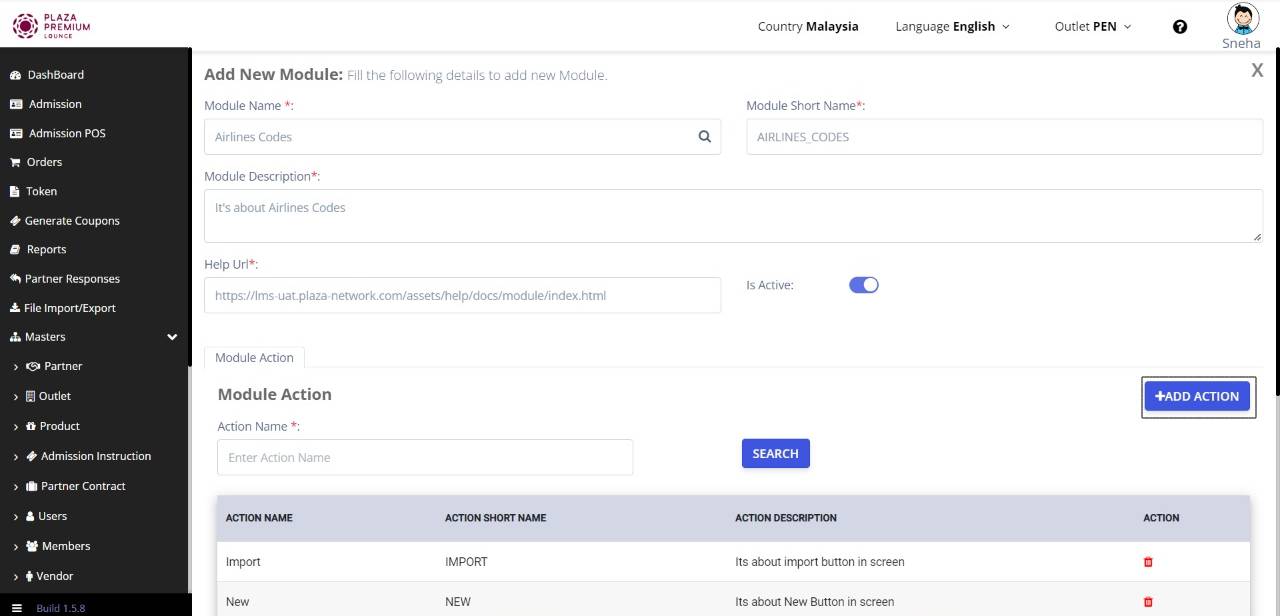 PLAZA
PREMIUM
LOUNGE
Country Malaysia
Language English
Outlet PEN
?
Sneha
DashBoard
Admission
Admission POS
Orders
Token
Generate Coupons
Reports
Partner Responses
File Import/Export
Masters
Partner
Outlet
Product
Admission Instruction
Partner Contract
Users
Members
Vendor
Build 1.5.8
Add New Module: Fill the following details to add new Module.
X
Module Name *:
Module Short Name*:
Airlines Codes
AIRLINES_CODES
Module Description*:
It's about Airlines Codes
Help Url*:
https://lms-uat.plaza-network.com/assets/help/docs/module/index.html
Is Active:
Module Action
Module Action
+ADD ACTION
Action Name *:
Enter Action Name
SEARCH
ACTION NAME ACTION SHORT NAME ACTION DESCRIPTION ACTION
Import IMPORT Its about import button in screen
New NEW Its about New Button in screen